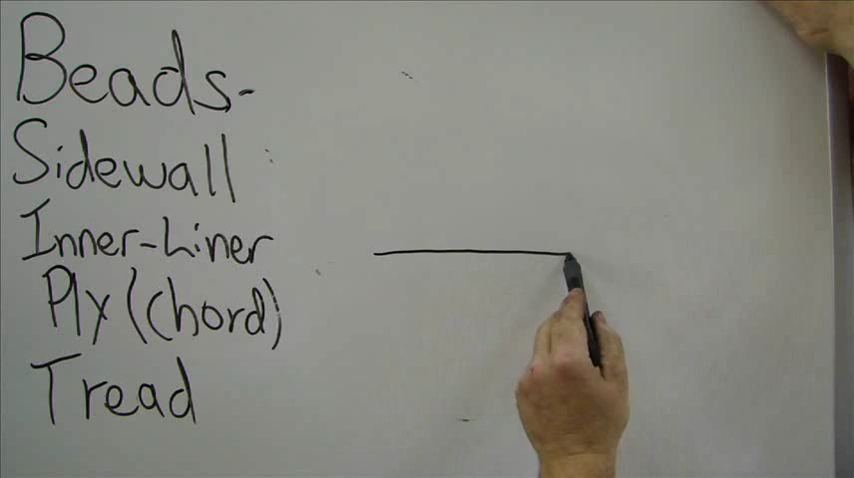 Beads-
Sidewall
Inner-Liner
Ply (chord)
Tread